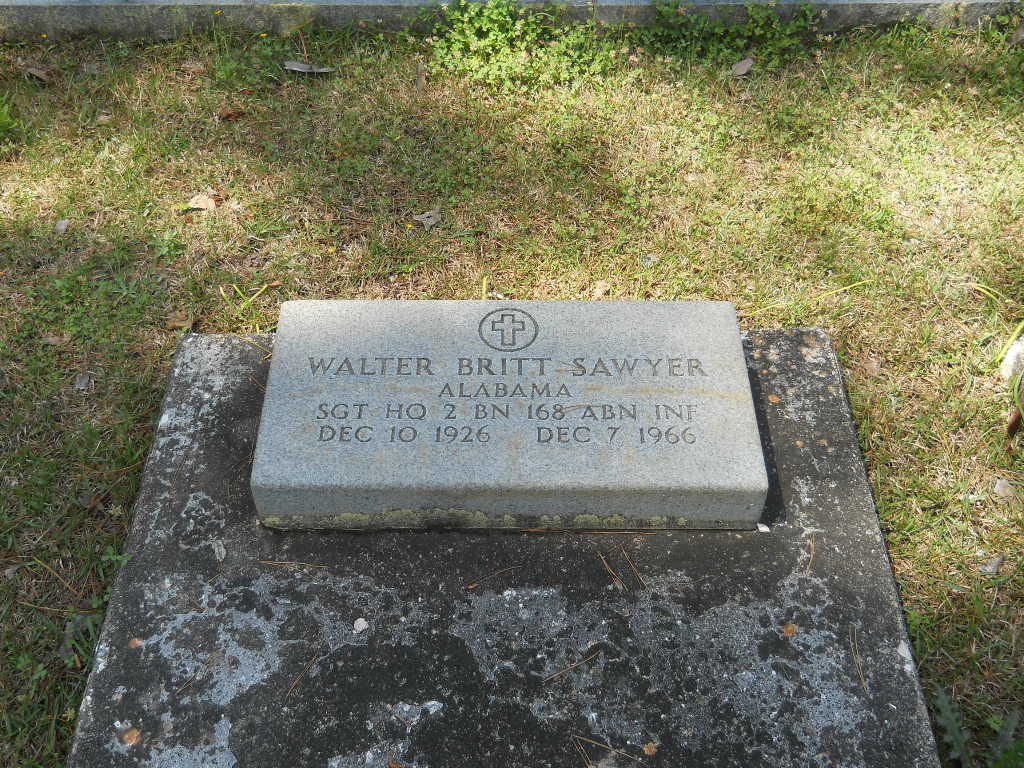 WALTER BRITT SAWYER
ALABAMA
SGT HQ 2 BN 168 ABN INF
DEC 10 1926 DEC 7 1966